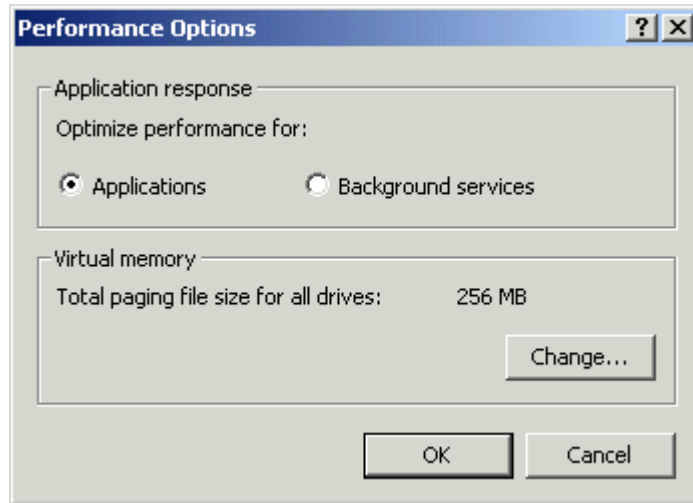 Performance Options
Application response
Optimize performance for:
Applications Background services
Virtual memory
Total paging file size for all drives: 256 MB
Change...
OK Cancel